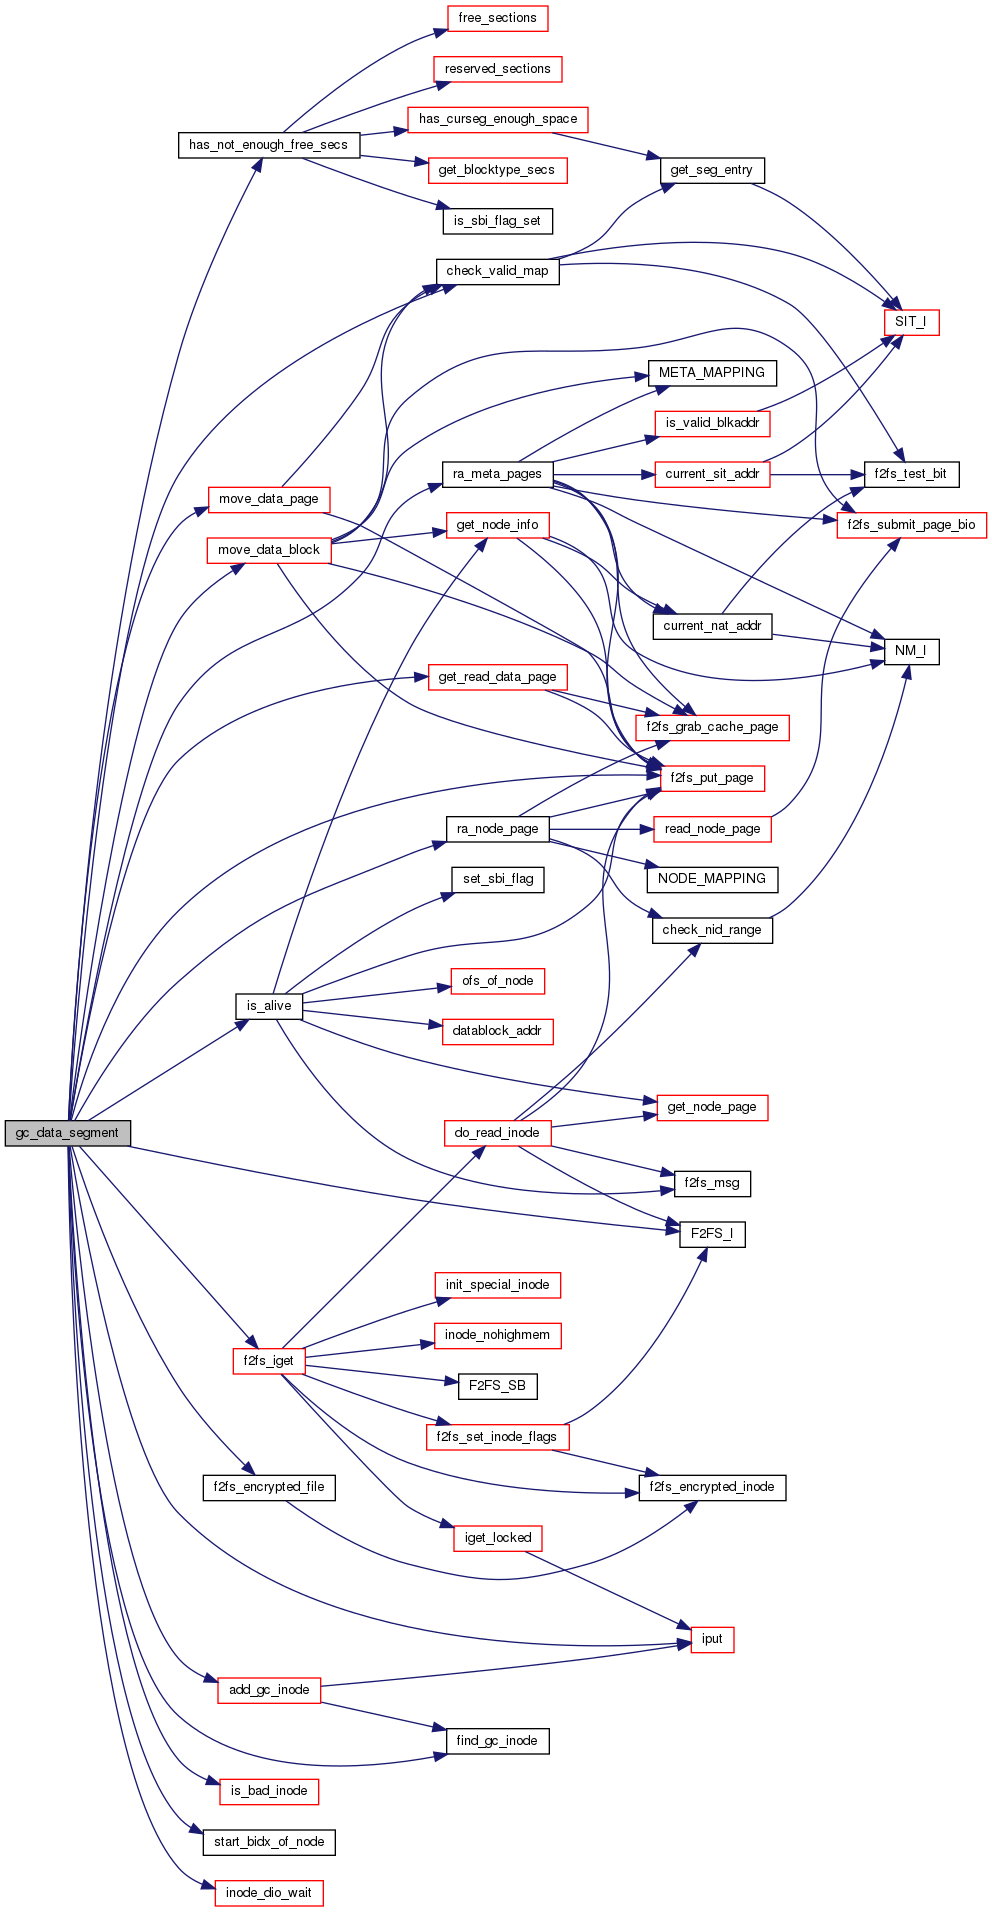 free_sections
reserved_sections
has_curseg_enough_space
has_not_enough_free_secs
get_blocktype_secs
get_seg_entry
is_sbi_flag_set
check_valid_map
SIT_I
META_MAPPING
is_valid_blkaddr
ra_meta_pages
current_sit_addr
f2fs_test_bit
move_data_page
get_node_info
f2fs_submit_page_bio
move_data_block
current_nat_addr
NM_I
get_read_data_page
f2fs_grab_cache_page
f2fs_put_page
ra_node_page
read_node_page
set_sbi_flag
NODE_MAPPING
check_nid_range
ofs_of_node
is_alive
datablock_addr
get_node_page
gc_data_segment
do_read_inode
f2fs_msg
F2FS_I
init_special_inode
inode_nohighmem
f2fs_iget
F2FS_SB
f2fs_set_inode_flags
f2fs_encrypted_file
f2fs_encrypted_inode
iget_locked
iput
add_gc_inode
find_gc_inode
is_bad_inode
start_bidx_of_node
inode_dio_wait